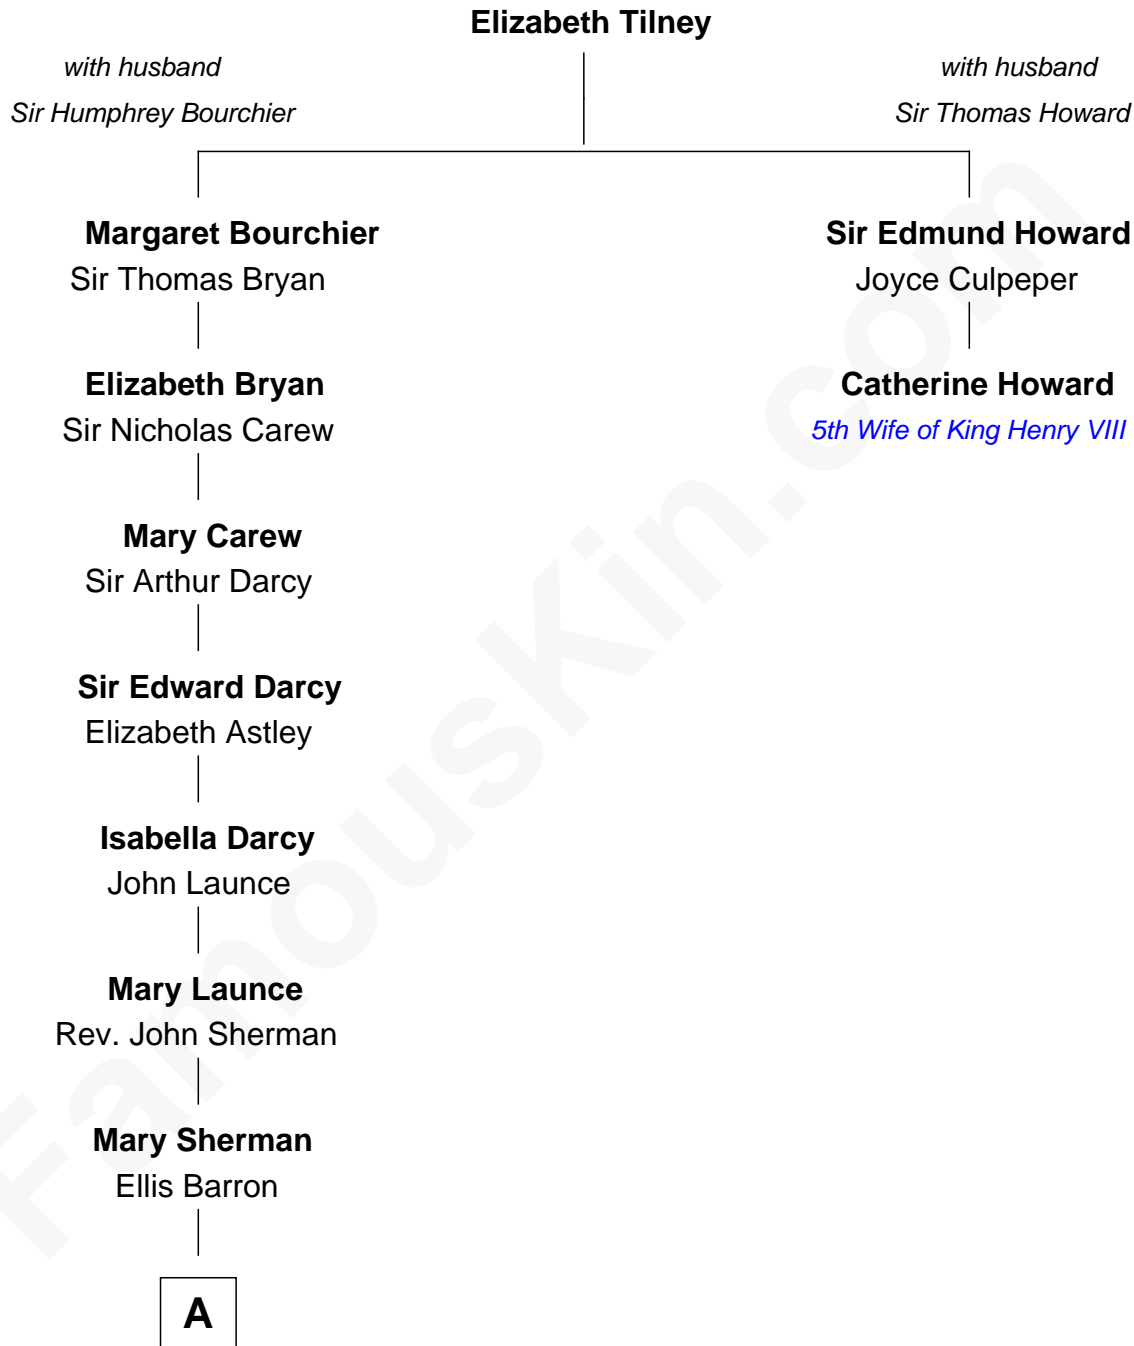 Elizabeth Tilney
with husband
Sir Humphrey Bourchier
with husband
Sir Thomas Howard
Margaret Bourchier
Sir Thomas Bryan
Sir Edmund Howard
Joyce Culpeper
Elizabeth Bryan
Sir Nicholas Carew
Catherine Howard
5th Wife of King Henry VIII
Mary Carew
Sir Arthur Darcy
Sir Edward Darcy
Elizabeth Astley
Isabella Darcy
John Launce
Mary Launce
Rev. John Sherman
Mary Sherman
Ellis Barron
A
FamousKin.com